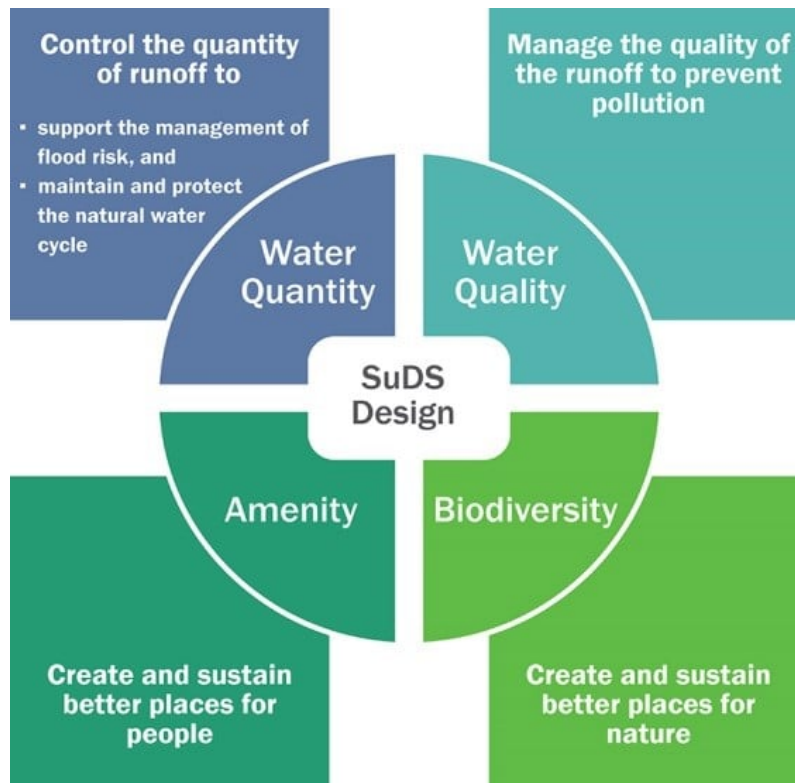 Control the quantity
of runoff to
▪ support the management of
flood risk, and
▪ maintain and protect
the natural water
cycle
Manage the quality of
the runoff to prevent
pollution
Water
Quantity
Water
Quality
SuDS
Design
Amenity
Biodiversity
Create and sustain
better places for
people
Create and sustain
better places for
nature